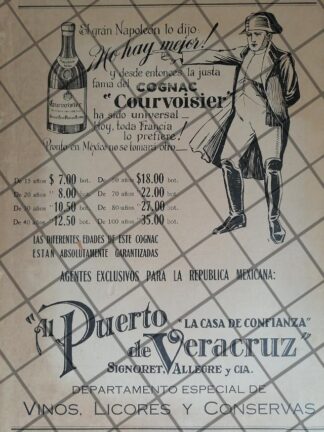 El gran Napoleón lo dijo
¡No hay mejor!
y desde entonces, la justa
fama del COGNAC
"Courvoisier"
ha sido universal
Hoy, toda Francia
lo prefiere!
Pronto en México no se tomará otro
Courvoisier
De 15 años $ 7.00 bot.
De 20 años " 8.00 bot.
De 30 años " 10.50 bot.
De 40 años " 12.50 bot.
años $18.00 bot.
De 70 años " 22.00 bot.
De 80 años " 27.00 bot.
De 100 años " 35.00 bot.
LAS DIFERENTES EDADES DE ESTE COGNAC
ESTAN ABSOLUTAMENTE GARANTIZADAS
AGENTES EXCLUSIVOS PARA LA REPUBLICA MEXICANA:
"Al Puerto
"LA CASA DE CONFIANZA"
de Veracruz"
SIGNORET, ALLEGRE y CIA.
DEPARTAMENTO ESPECIAL DE
VINOS, LICORES Y CONSERVAS